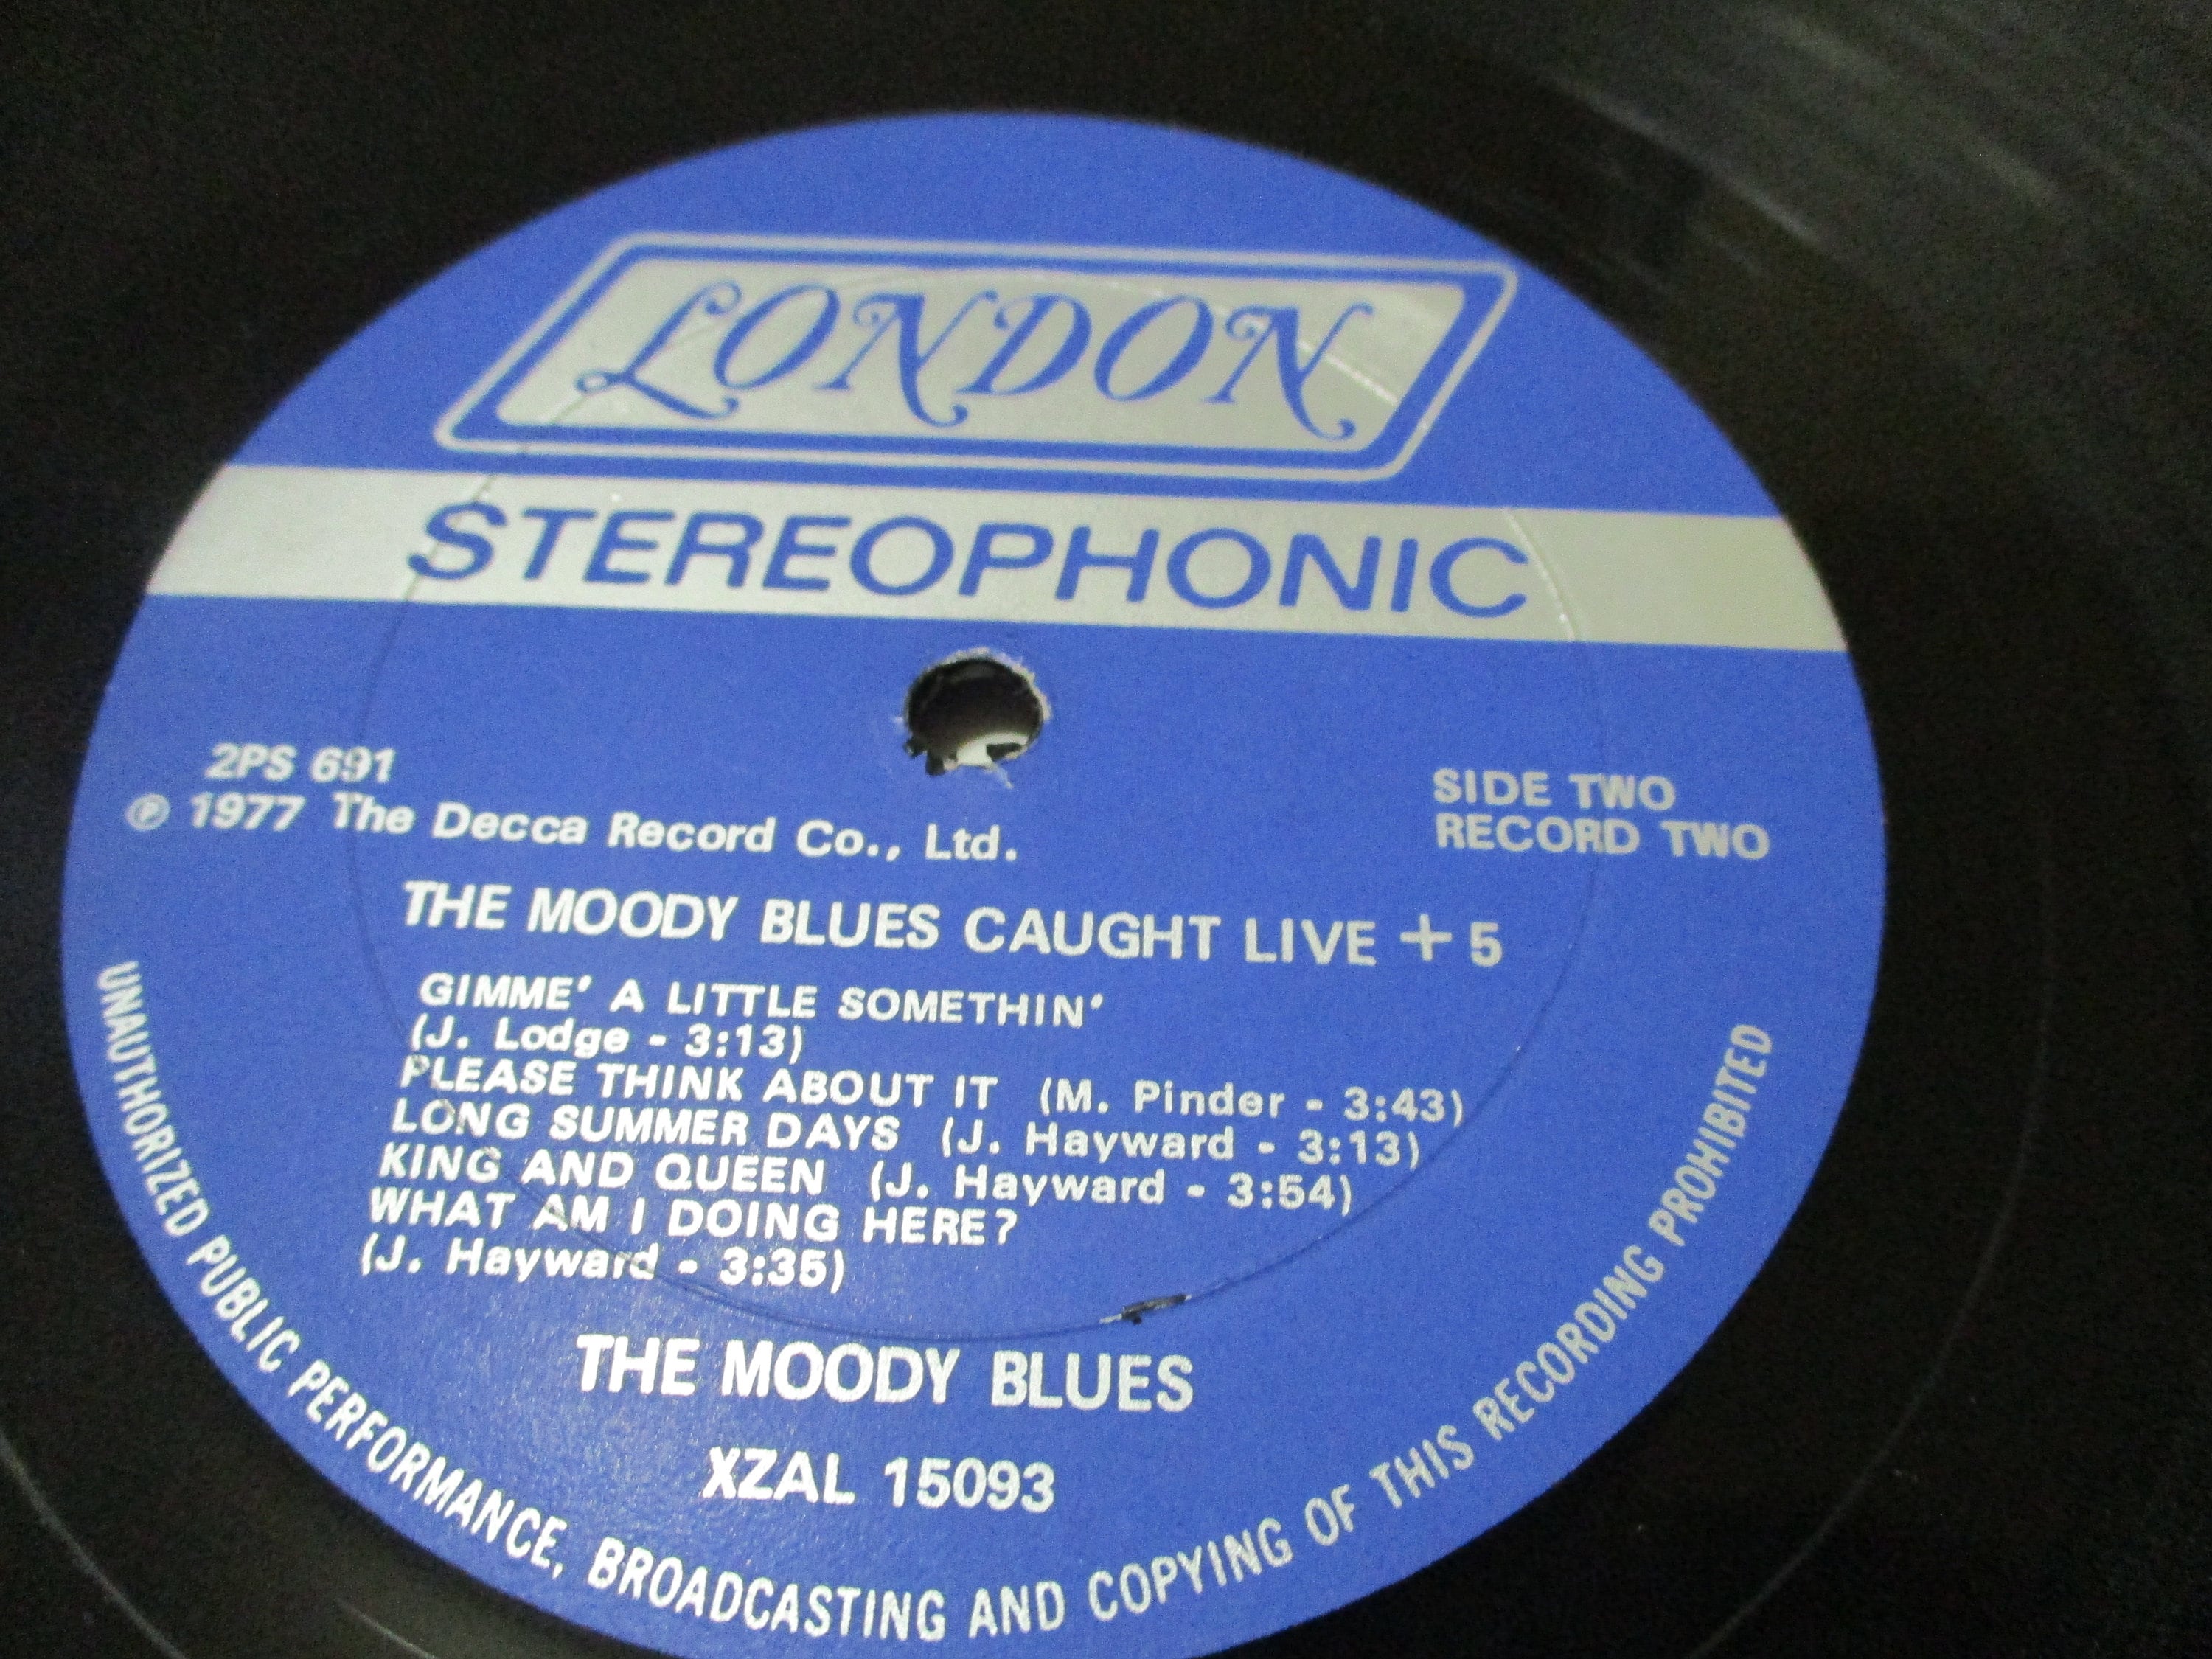 LONDON
STEREOPHONIC
2PS 691
℗ 1977 The Decca Record Co., Ltd.
SIDE TWO
RECORD TWO
THE MOODY BLUES CAUGHT LIVE + 5
GIMME' A LITTLE SOMETHIN'
(J. Lodge - 3:13)
PLEASE THINK ABOUT IT (M. Pinder - 3:43)
LONG SUMMER DAYS (J. Hayward - 3:13)
KING AND QUEEN (J. Hayward - 3:54)
WHAT AM I DOING HERE?
(J. Hayward - 3:35)
THE MOODY BLUES
XZAL 15093
UNAUTHORIZED PUBLIC PERFORMANCE, BROADCASTING AND COPYING OF THIS RECORDING PROHIBITED